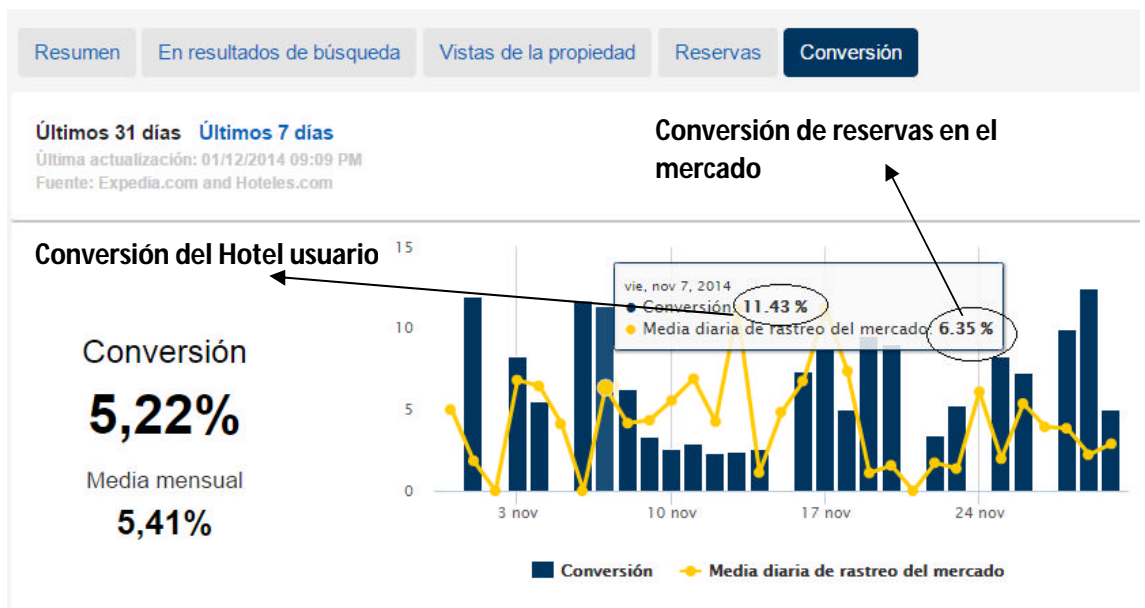 Resumen En resultados de búsqueda Vistas de la propiedad Reservas Conversión
Últimos 31 días Últimos 7 días
Última actualización: 01/12/2014 09:09 PM
Fuente: Expedia.com and Hoteles.com
Conversión de reservas en el
mercado
Conversión del Hotel usuario
15
vie, nov 7, 2014
Conversión: 11.43 %
Media diaria de rastreo del mercado: 6.35 %
10
Conversión
5,22%
5
Media mensual
5,41%
0
3 nov 10 nov 17 nov 24 nov
Conversión Media diaria de rastreo del mercado